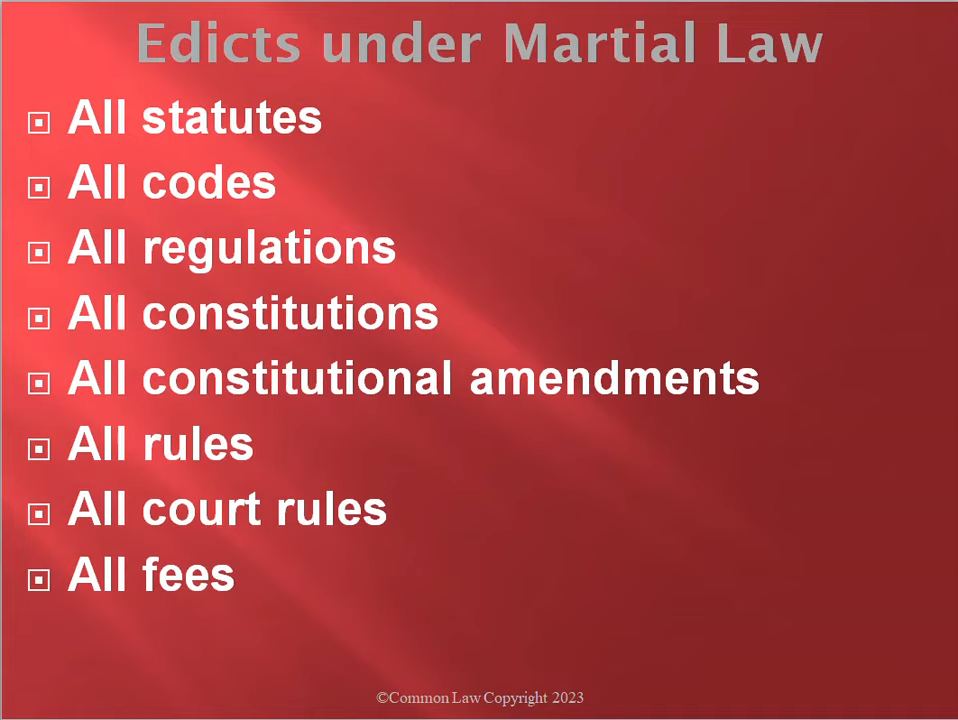 Edicts under Martial Law
All statutes
All codes
All regulations
All constitutions
All constitutional amendments
All rules
All court rules
All fees
©Common Law Copyright 2023